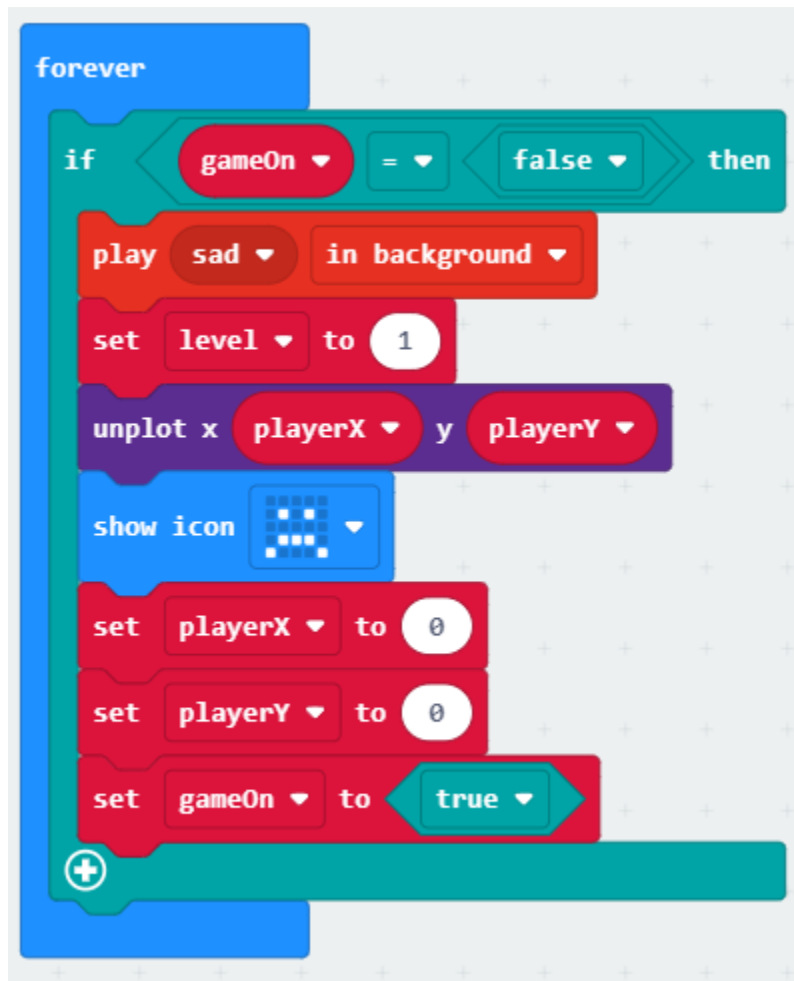 forever
if gameOn = false then
play sad in background
set level to 1
unplot x playerX y playerY
show icon
set playerX to 0
set playerY to 0
set gameOn to true